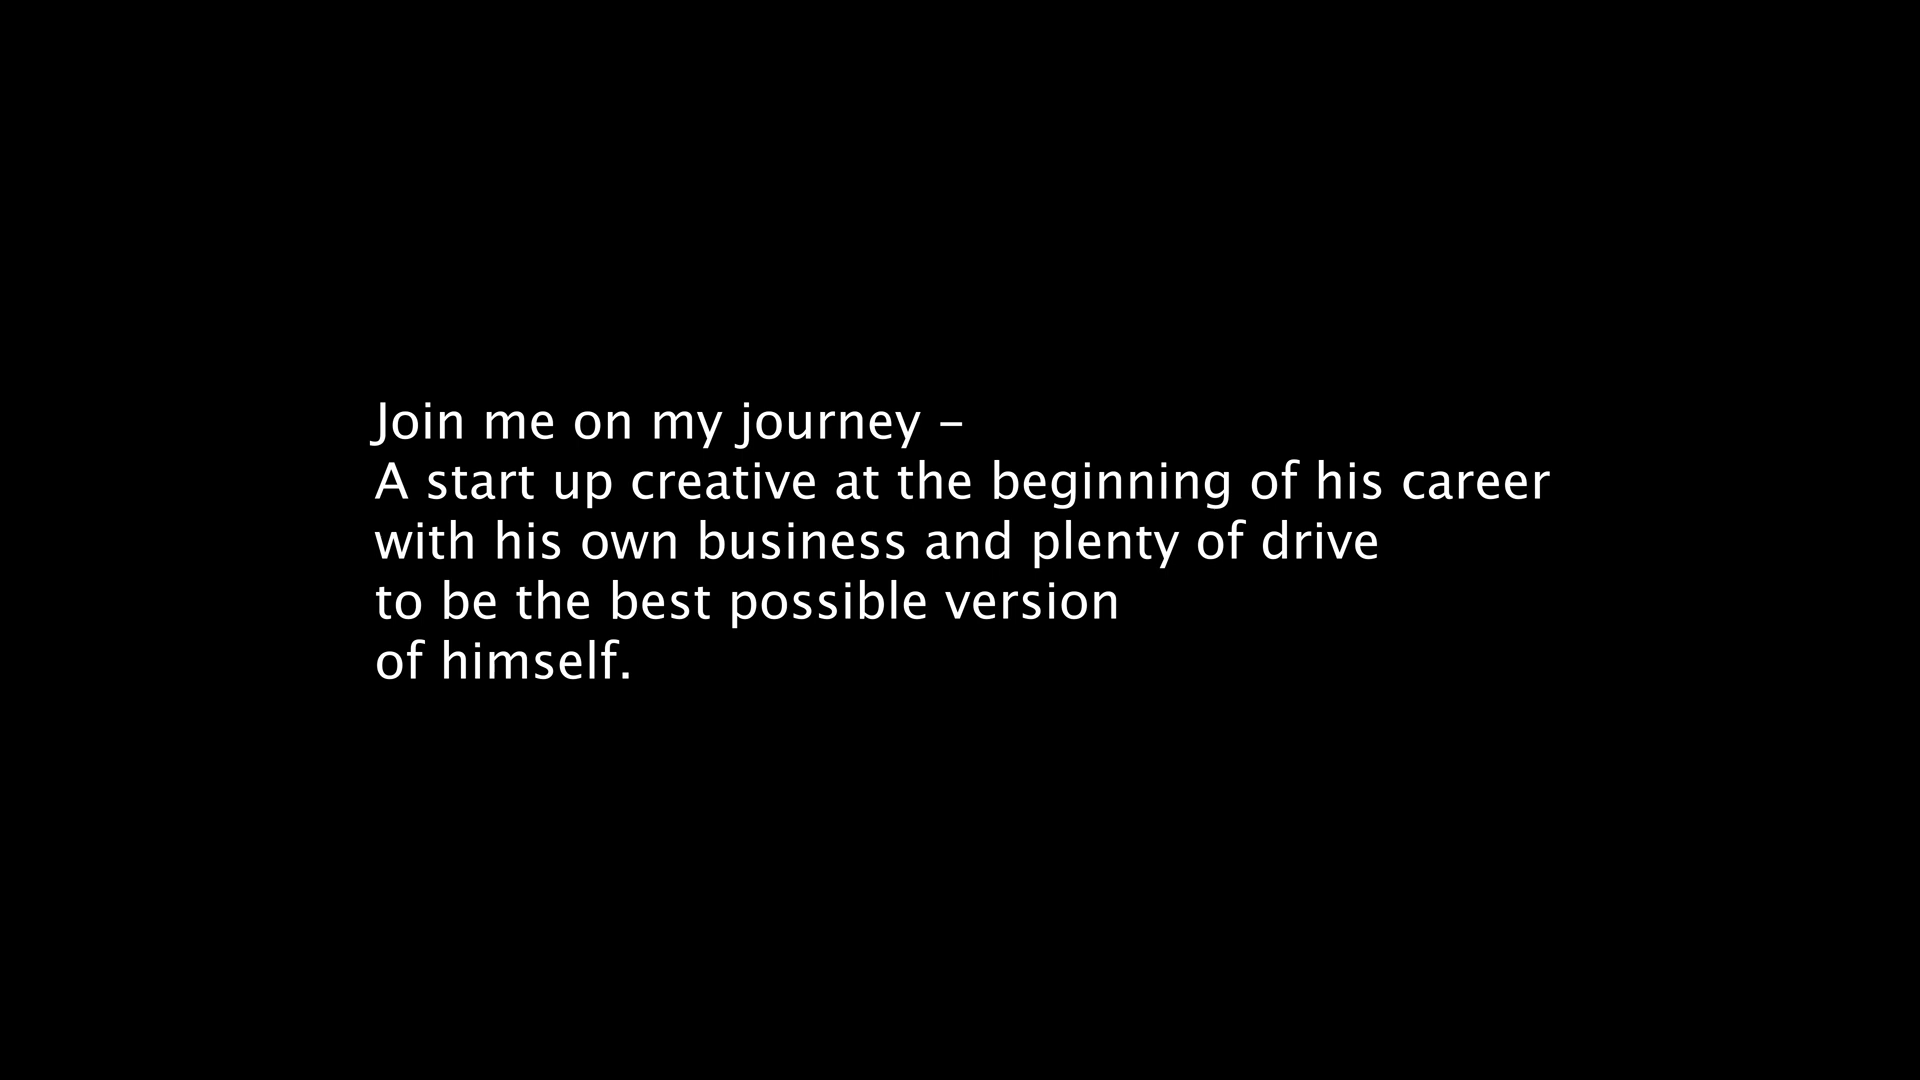 Join me on my journey –
A start up creative at the beginning of his career
with his own business and plenty of drive
to be the best possible version
of himself.